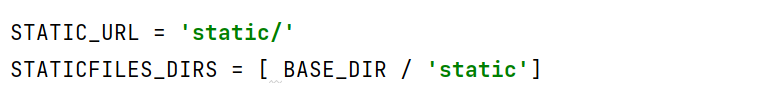 STATIC_URL = 'static/'
STATICFILES_DIRS = [ BASE_DIR / 'static']